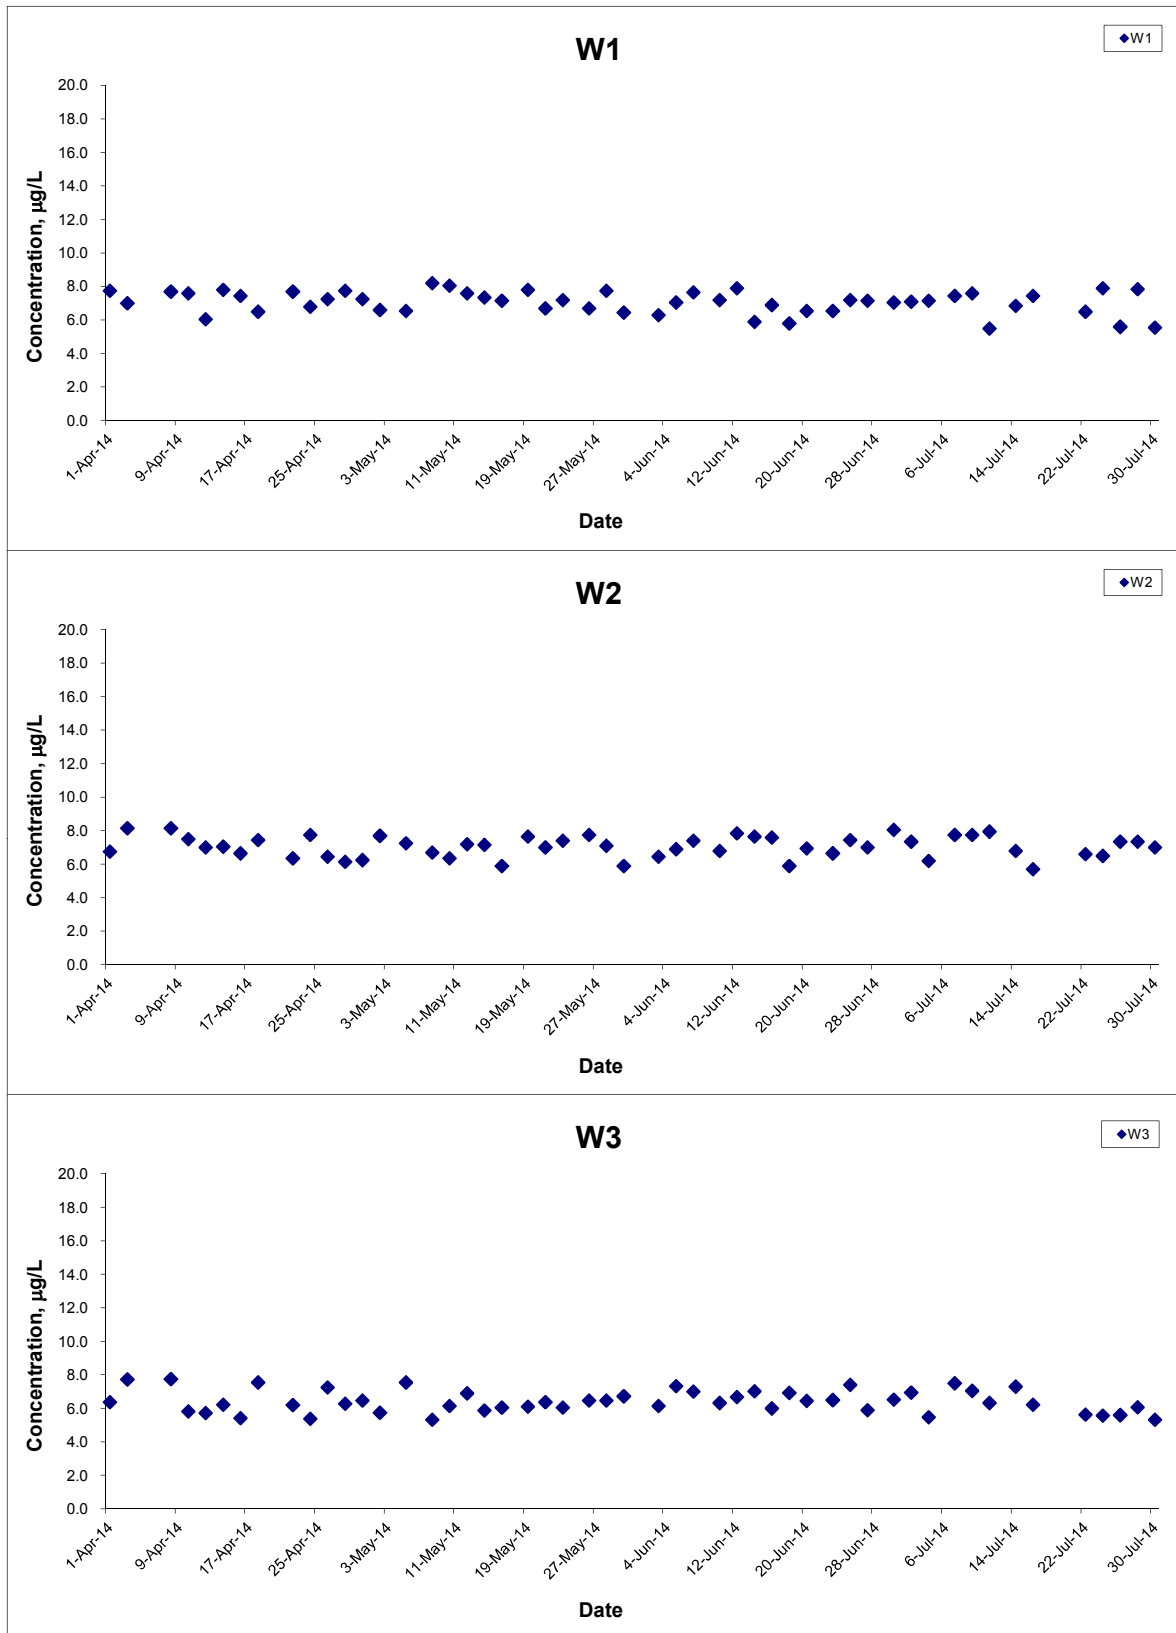 W1
W1
20.0
18.0
16.0
14.0
12.0
10.0
8.0
6.0
4.0
2.0
0.0
Concentration, µg/L
1-Apr-14
9-Apr-14
17-Apr-14
25-Apr-14
3-May-14
11-May-14
19-May-14
27-May-14
4-Jun-14
12-Jun-14
20-Jun-14
28-Jun-14
6-Jul-14
14-Jul-14
22-Jul-14
30-Jul-14
Date
W2
W2
20.0
18.0
16.0
14.0
12.0
10.0
8.0
6.0
4.0
2.0
0.0
Concentration, µg/L
1-Apr-14
9-Apr-14
17-Apr-14
25-Apr-14
3-May-14
11-May-14
19-May-14
27-May-14
4-Jun-14
12-Jun-14
20-Jun-14
28-Jun-14
6-Jul-14
14-Jul-14
22-Jul-14
30-Jul-14
Date
W3
W3
20.0
18.0
16.0
14.0
12.0
10.0
8.0
6.0
4.0
2.0
0.0
Concentration, µg/L
1-Apr-14
9-Apr-14
17-Apr-14
25-Apr-14
3-May-14
11-May-14
19-May-14
27-May-14
4-Jun-14
12-Jun-14
20-Jun-14
28-Jun-14
6-Jul-14
14-Jul-14
22-Jul-14
30-Jul-14
Date